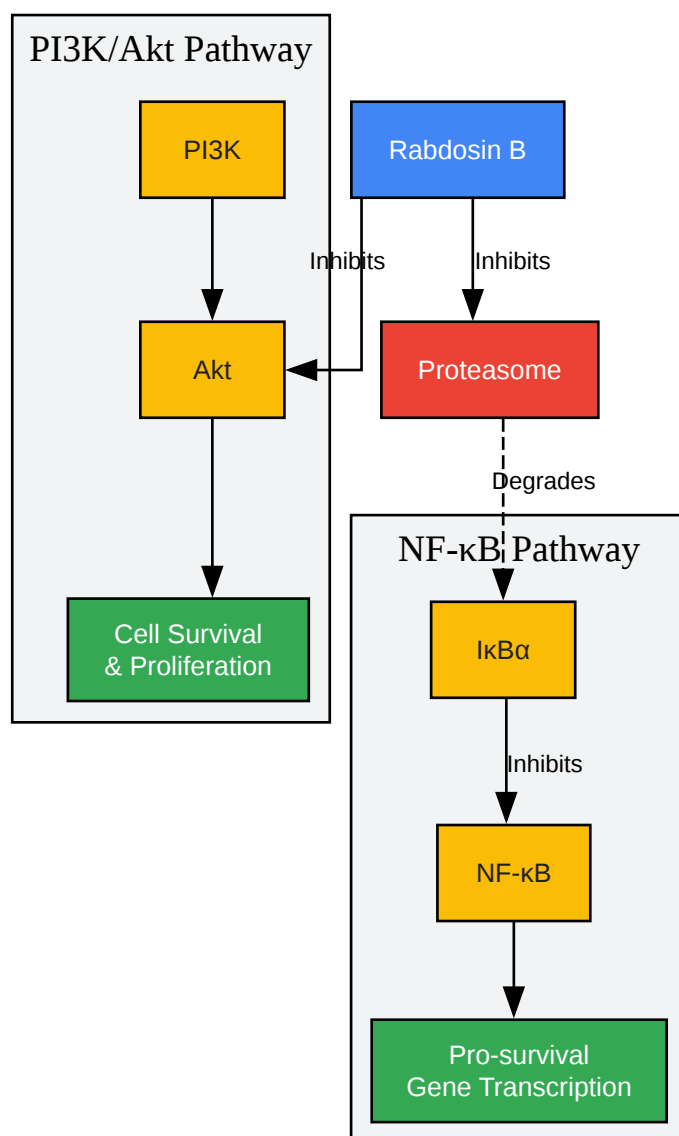 PI3K/Akt Pathway
PI3K
Rabdosin B
Inhibits
Inhibits
Akt
Proteasome
Degrades
NF-κB Pathway
Cell Survival
& Proliferation
IκBα
Inhibits
NF-κB
Pro-survival
Gene Transcription